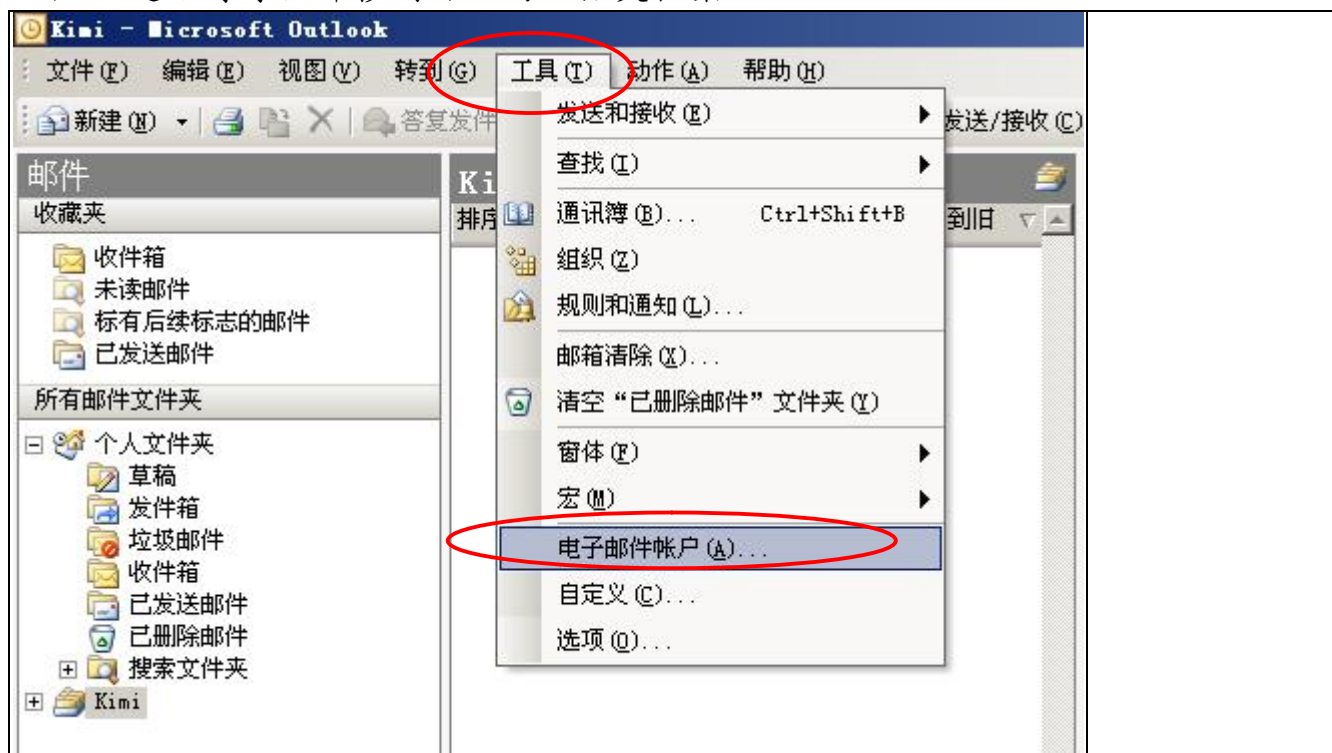 Kimi - Microsoft Outlook
文件(F) 编辑(E) 视图(V) 转到(G) 工具(T) 动作(A) 帮助(H)
新建(N) 答复发件 发送/接收(C)
邮件
收藏夹
收件箱
未读邮件
标有后续标志的邮件
已发送邮件
所有邮件文件夹
个人文件夹
草稿
发件箱
垃圾邮件
收件箱
已发送邮件
已删除邮件
搜索文件夹
Kimi
Ki
排序
到旧
发送和接收(E)
查找(I)
通讯簿(B)... Ctrl+Shift+B
组织(Z)
规则和通知(L)...
邮箱清除(X)...
清空“已删除邮件”文件夹(Y)
窗体(F)
宏(M)
电子邮件帐户(A)...
自定义(C)...
选项(O)...